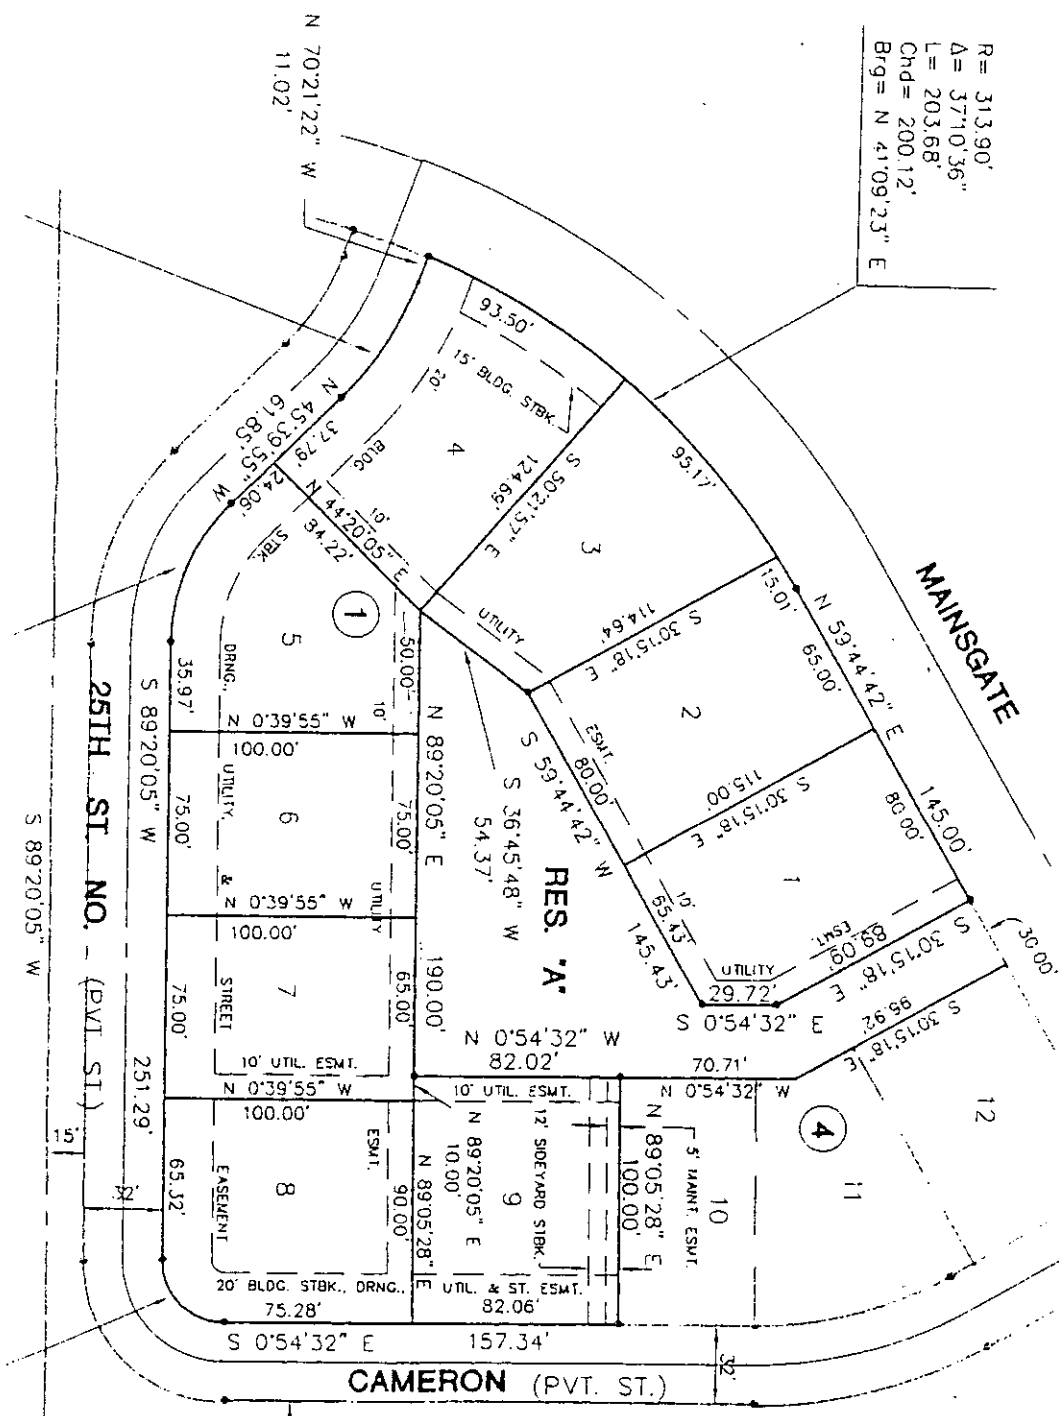 R= 313.90'
Δ= 37°10'36"
L= 203.68'
Chd= 200.12'
Brg= N 41°09'23" E
N 70°21'22" W
11.02'
MAINSGATE
93.50'
15' BLDG. STBK.
20'
BLDG
STBK.
4
95.17'
S 50°21'57" E
124.69'
3
15.01'
N 59°44'42" E
65.00'
145.00'
80.00'
S 30°15'18" E
114.64'
2
S 30°15'18" E
115.00'
1
N 45°39'55" W
61.85'
37.79'
24.06'
N 44°20'05" E
34.22'
10'
UTILITY
ESMT.
80.00'
S 59°44'42" W
65.43'
145.43'
10'
UTILITY
ESMT.
S 30°15'18" E
89.09'
30.00'
S 30°15'18" E
96.92'
29.72'
S 0°54'32" E
S 36°45'48" W
54.37'
RES. "A"
1
5
DRNG.,
UTILITY,
&
STREET
EASEMENT
50.00'
10'
N 89°20'05" E
75.00'
190.00'
65.00'
35.97'
N 0°39'55" W
100.00'
6
UTILITY
N 0°39'55" W
100.00'
7
10' UTIL. ESMT.
N 0°39'55" W
100.00'
8
ESMT.
75.00'
75.00'
65.32'
S 89°20'05" W
251.29'
25TH ST. NO. - (PVT ST.)
S 89°20'05" W
15'
32'
N 0°54'32" W
82.02'
70.71'
N 0°54'32" W
10' UTIL. ESMT.
N 89°20'05" E
10.00'
N 89°05'28" E
90.00'
9
12' SIDEYARD STBK.
N 89°05'28" E
100.00'
5' MAINT. ESMT.
10
4
11
12
20' BLDG. STBK., DRNG., UTIL. & ST. ESMT.
75.28'
82.06'
S 0°54'32" E
157.34'
32'
CAMERON (PVT. ST.)